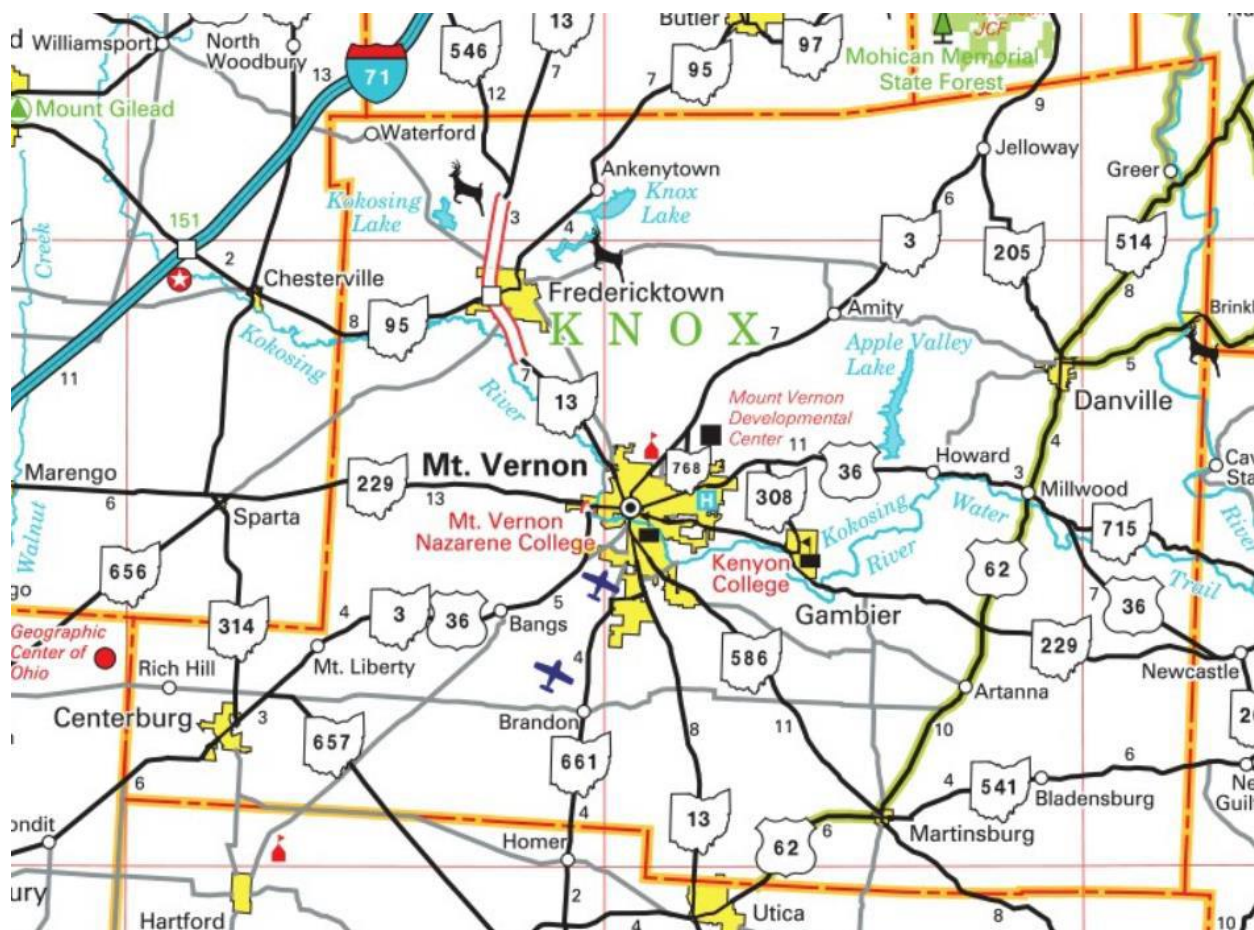 Williamsport
North
Woodbury
13
71
546
12
13
7
Butler
95
7
97
JCF
Mohican Memorial
State Forest
9
Mount Gilead
Waterford
Ankenytown
Jelloway
Greer
151
2
Kokosing
Lake
3
4
Knox
Lake
6
3
205
514
Creek
Chesterville
Fredericktown
KNOX
8
95
Kokosing
River
7
13
7
Amity
Apple Valley
Lake
8
5
Danville
11
Mount Vernon
Developmental
Center
Marengo
6
229
13
Mt. Vernon
768
H
11
36
308
Howard
3
4
Millwood
Sparta
Mt. Vernon
Nazarene College
Kenyon
College
Kokosing
River
Water
Trail
715
River
Walnut
656
314
4
3
36
5
Bangs
Gambier
62
7
36
Geographic
Center of
Ohio
Rich Hill
Mt. Liberty
4
586
229
Newcastle
Centerburg
3
657
Brandon
661
8
11
Artanna
10
6
4
541
6
Bladensburg
4
Homer
13
62
6
Martinsburg
2
Hartford
4
Utica
8
10